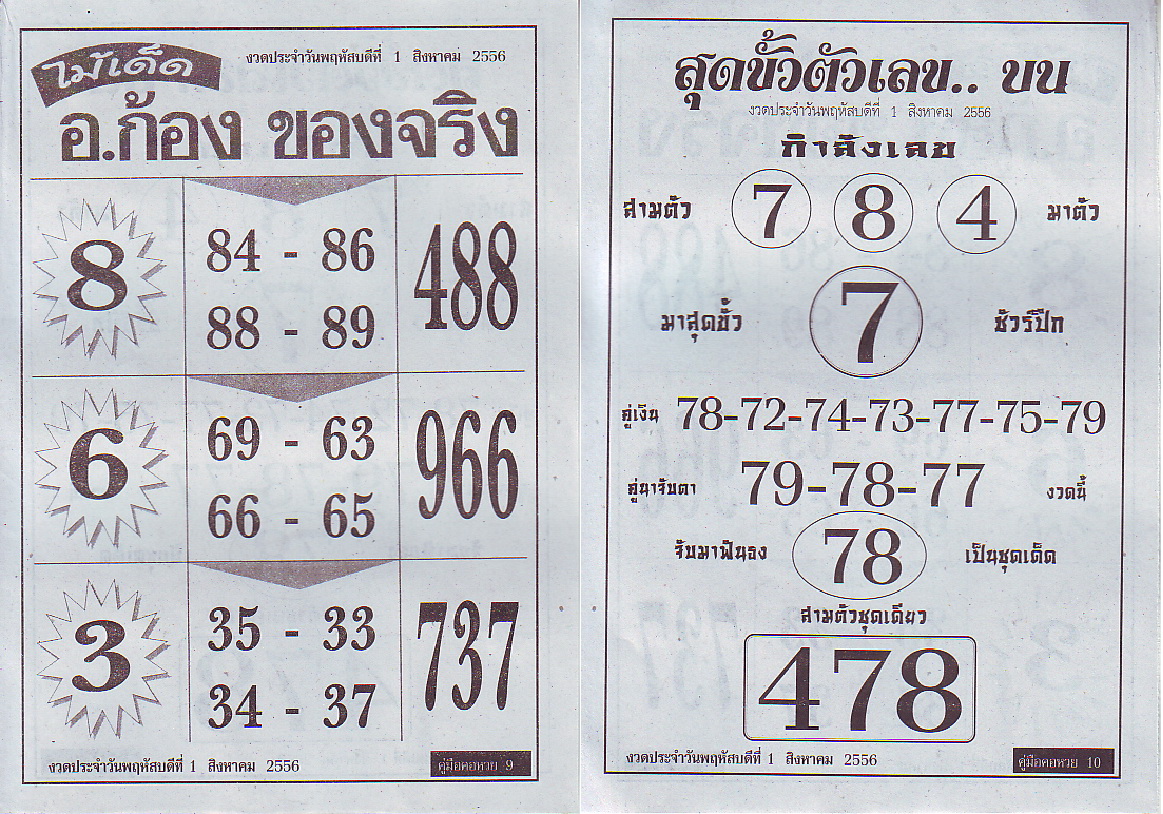 ไม้เด็ด
งวดประจำวันพฤหัสบดีที่ 1 สิงหาคม 2556
อ.ก้อง ของจริง
8
84 - 86
88 - 89
488
6
69 - 63
66 - 65
966
3
35 - 33
34 - 37
737
งวดประจำวันพฤหัสบดีที่ 1 สิงหาคม 2556
คู่มือคอหวย 9
สุดขั้วตัวเลข.. บน
งวดประจำวันพฤหัสบดีที่ 1 สิงหาคม 2556
กำลังเลข
สามตัว 7 8 4 มาตัว
มาสุดขั้ว 7 ชัวร์ปึก
คู่เงิน 78-72-74-73-77-75-79
คู่น่ารับตา 79-78-77 งวดนี้
รับมาฟันธง 78 เป็นชุดเด็ด
สามตัวชุดเดียว
478
งวดประจำวันพฤหัสบดีที่ 1 สิงหาคม 2556
คู่มือคอหวย 10